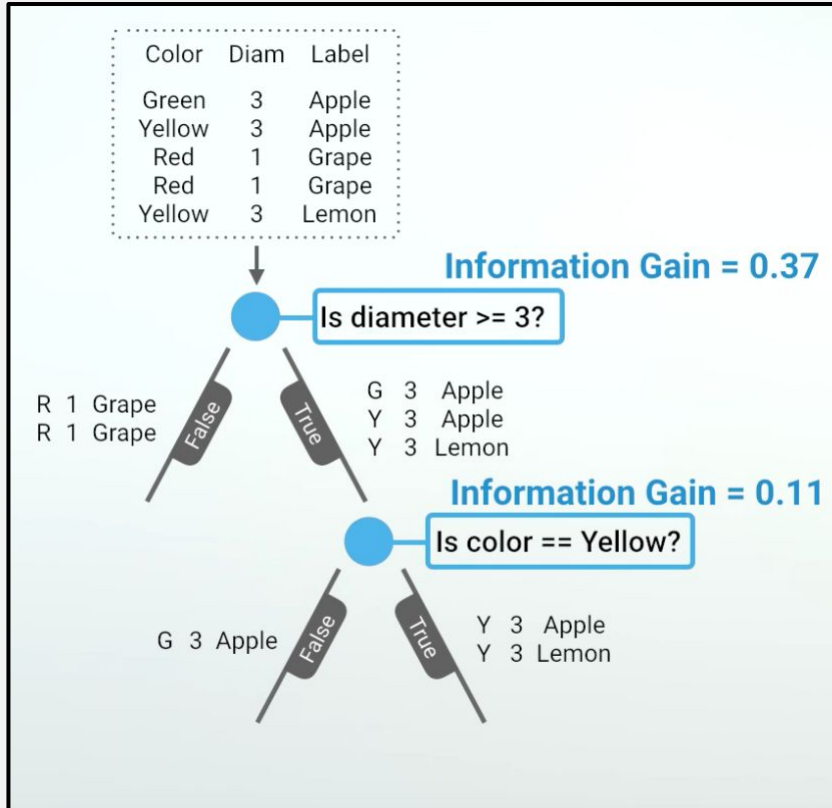 Color Diam Label
Green 3 Apple
Yellow 3 Apple
Red 1 Grape
Red 1 Grape
Yellow 3 Lemon
Information Gain = 0.37
Is diameter >= 3?
R 1 Grape
R 1 Grape
False
True
G 3 Apple
Y 3 Apple
Y 3 Lemon
Information Gain = 0.11
Is color == Yellow?
G 3 Apple
False
True
Y 3 Apple
Y 3 Lemon